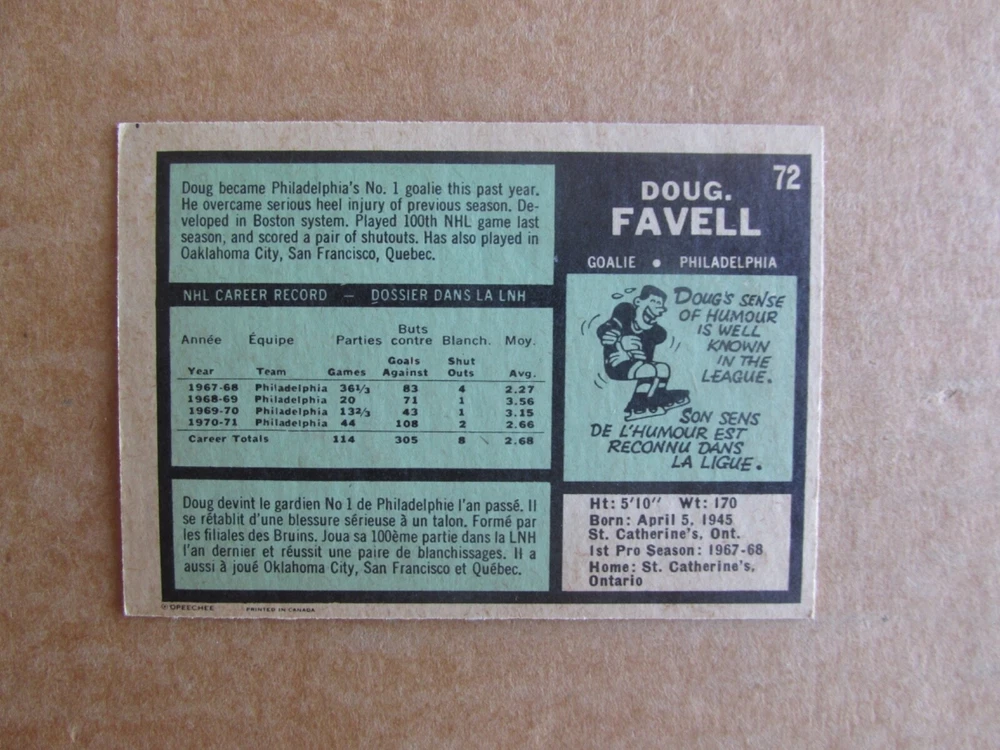 Doug became Philadelphia's No. 1 goalie this past year.
He overcame serious heel injury of previous season. De-
veloped in Boston system. Played 100th NHL game last
season, and scored a pair of shutouts. Has also played in
Oaklahoma City, San Francisco, Quebec.
72
DOUG.
FAVELL
GOALIE • PHILADELPHIA
NHL CAREER RECORD — DOSSIER DANS LA LNH
Année Équipe Parties Buts contre Blanch. Moy.
Year Team Games Goals Against Shut Outs Avg.
1967-68 Philadelphia 361/3 83 4 2.27
1968-69 Philadelphia 20 71 1 3.56
1969-70 Philadelphia 132/3 43 1 3.15
1970-71 Philadelphia 44 108 2 2.66
Career Totals 114 305 8 2.68
DOUG'S SENSE
OF HUMOUR
IS WELL
KNOWN
IN THE
LEAGUE.
SON SENS
DE L'HUMOUR EST
RECONNU DANS
LA LIGUE.
Doug devint le gardien No 1 de Philadelphie l'an passé. Il
se rétablit d'une blessure sérieuse à un talon. Formé par
les filiales des Bruins. Joua sa 100ème partie dans la LNH
l'an dernier et réussit une paire de blanchissages. Il a
aussi à joué Oklahoma City, San Francisco et Québec.
Ht: 5'10" Wt: 170
Born: April 5, 1945
St. Catherine's, Ont.
1st Pro Season: 1967-68
Home: St. Catherine's,
Ontario
© OPEECHEE PRINTED IN CANADA